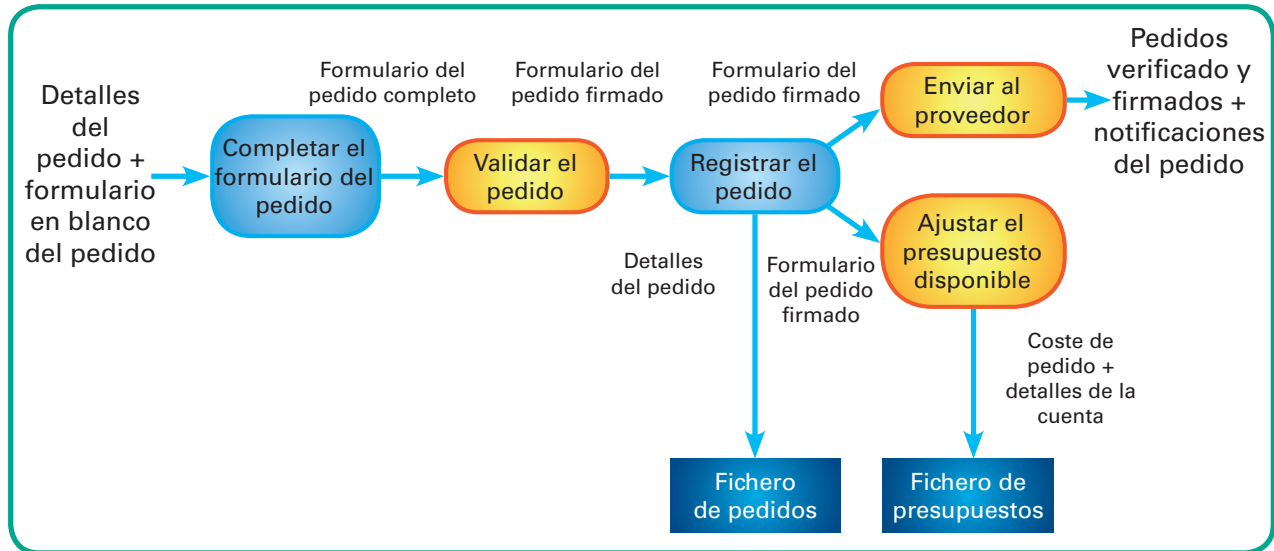 Detalles
del
pedido +
formulario
en blanco
del pedido
Completar el
formulario del
pedido
Formulario del
pedido completo
Validar el
pedido
Formulario del
pedido firmado
Registrar el
pedido
Formulario del
pedido firmado
Enviar al
proveedor
Pedidos
verificado y
firmados +
notificaciones
del pedido
Ajustar el
presupuesto
disponible
Detalles
del pedido
Formulario
del pedido
firmado
Coste de
pedido +
detalles de la
cuenta
Fichero
de pedidos
Fichero de
presupuestos